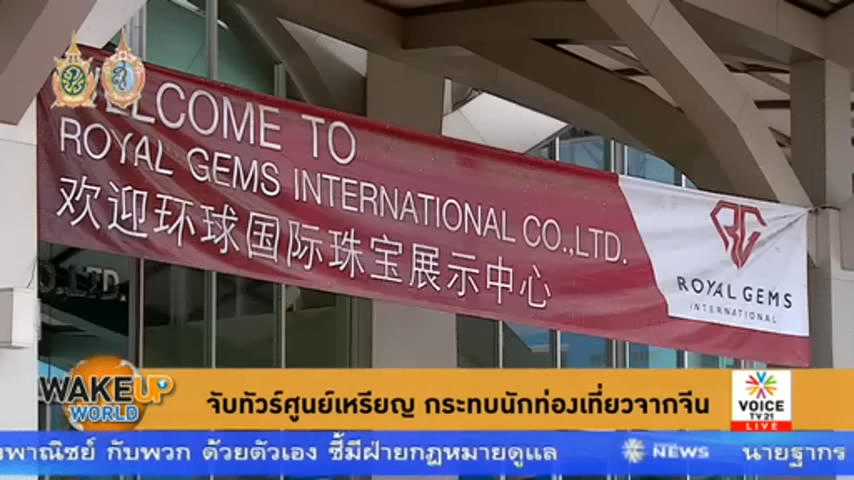 WELCOME TO
ROYAL GEMS INTERNATIONAL CO.,LTD.
欢迎环球国际珠宝展示中心
RG
ROYAL GEMS
INTERNATIONAL
O.,LTD.
WAKE UP
WORLD
จับทัวร์ศูนย์เหรียญ กระทบนักท่องเที่ยวจากจีน
VOICE
TV 21
LIVE
พาณิชย์ กับพวก ด้วยตัวเอง ชี้มีฝ่ายกฎหมายดูแล
NEWS
นายฐากร